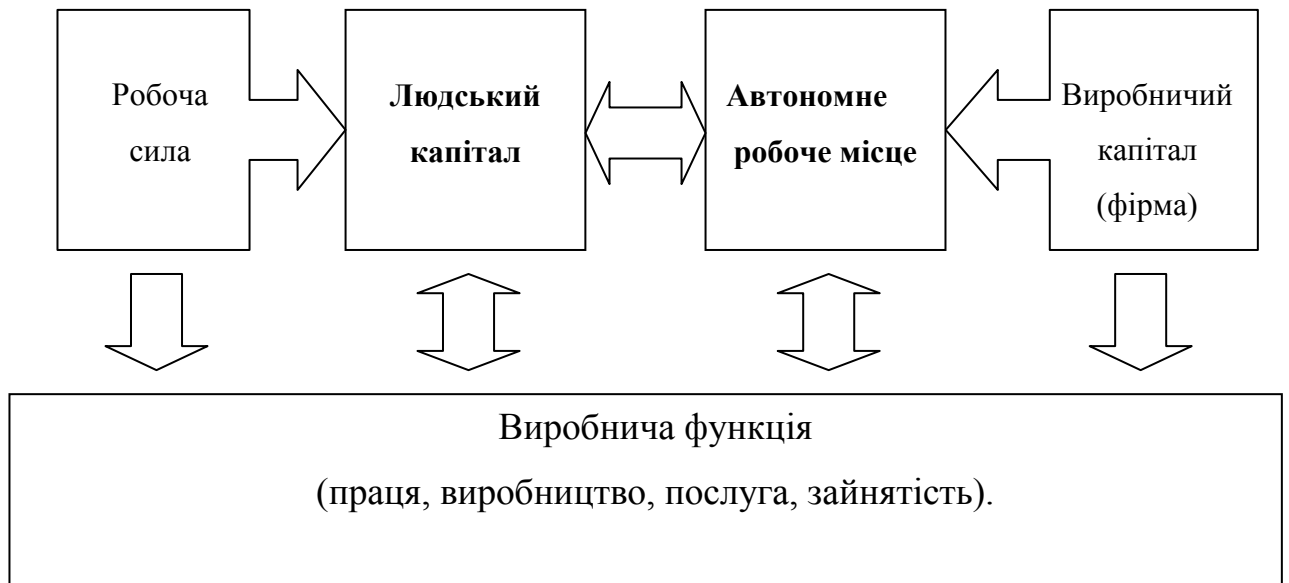 Робоча
сила
Людський
капітал
Автономне
робоче місце
Виробничий
капітал
(фірма)
Виробнича функція
(праця, виробництво, послуга, зайнятість).